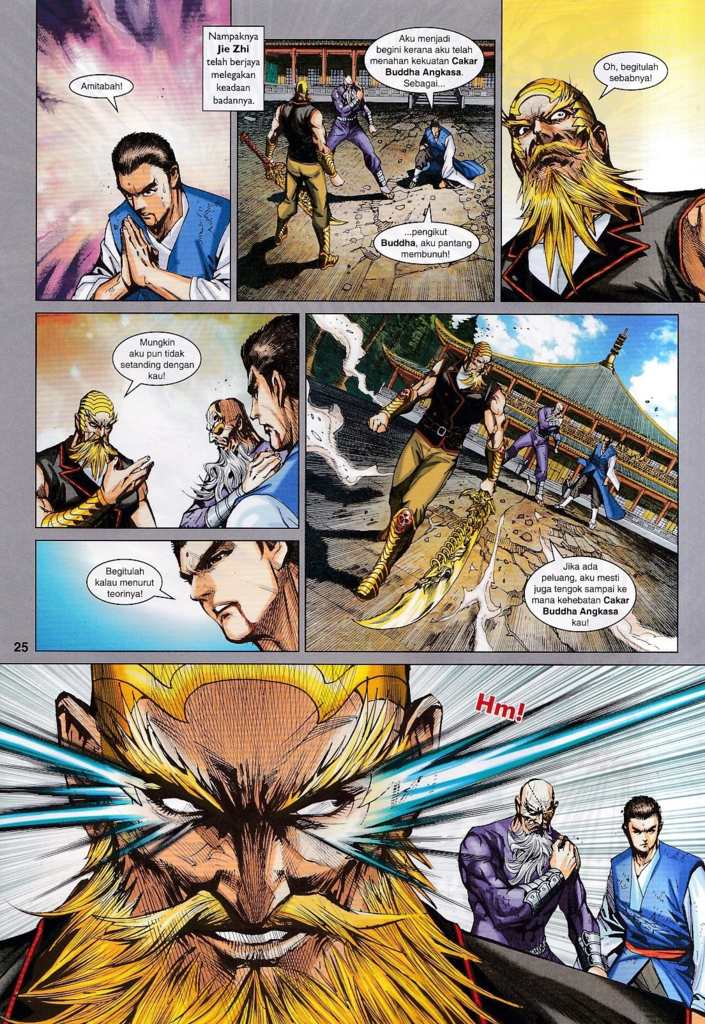 Amitabah!
Nampaknya
Jie Zhi
telah berjaya
melegakan
keadaan
badannya.
Aku menjadi
begini kerana aku telah
menahan kekuatan Cakar
Buddha Angkasa.
Sebagai...
...pengikut
Buddha, aku pantang
membunuh!
Oh, begitulah
sebabnya!
Mungkin
aku pun tidak
setanding dengan
kau!
Begitulah
kalau menurut
teorinya!
Jika ada
peluang, aku mesti
juga tengok sampai ke
mana kehebatan Cakar
Buddha Angkasa
kau!
25
Hm!